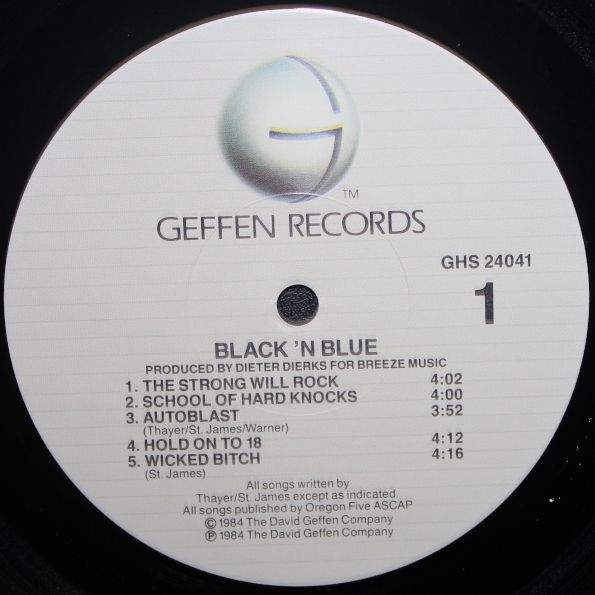 TM
GEFFEN RECORDS
GHS 24041
1
BLACK 'N BLUE
PRODUCED BY DIETER DIERKS FOR BREEZE MUSIC
1. THE STRONG WILL ROCK 4:02
2. SCHOOL OF HARD KNOCKS 4:00
3. AUTOBLAST 3:52
(Thayer/St. James/Warner)
4. HOLD ON TO 18 4:12
5. WICKED BITCH 4:16
(St. James)
All songs written by
Thayer/St. James except as indicated.
All songs published by Oregon Five ASCAP
© 1984 The David Geffen Company
℗ 1984 The David Geffen Company